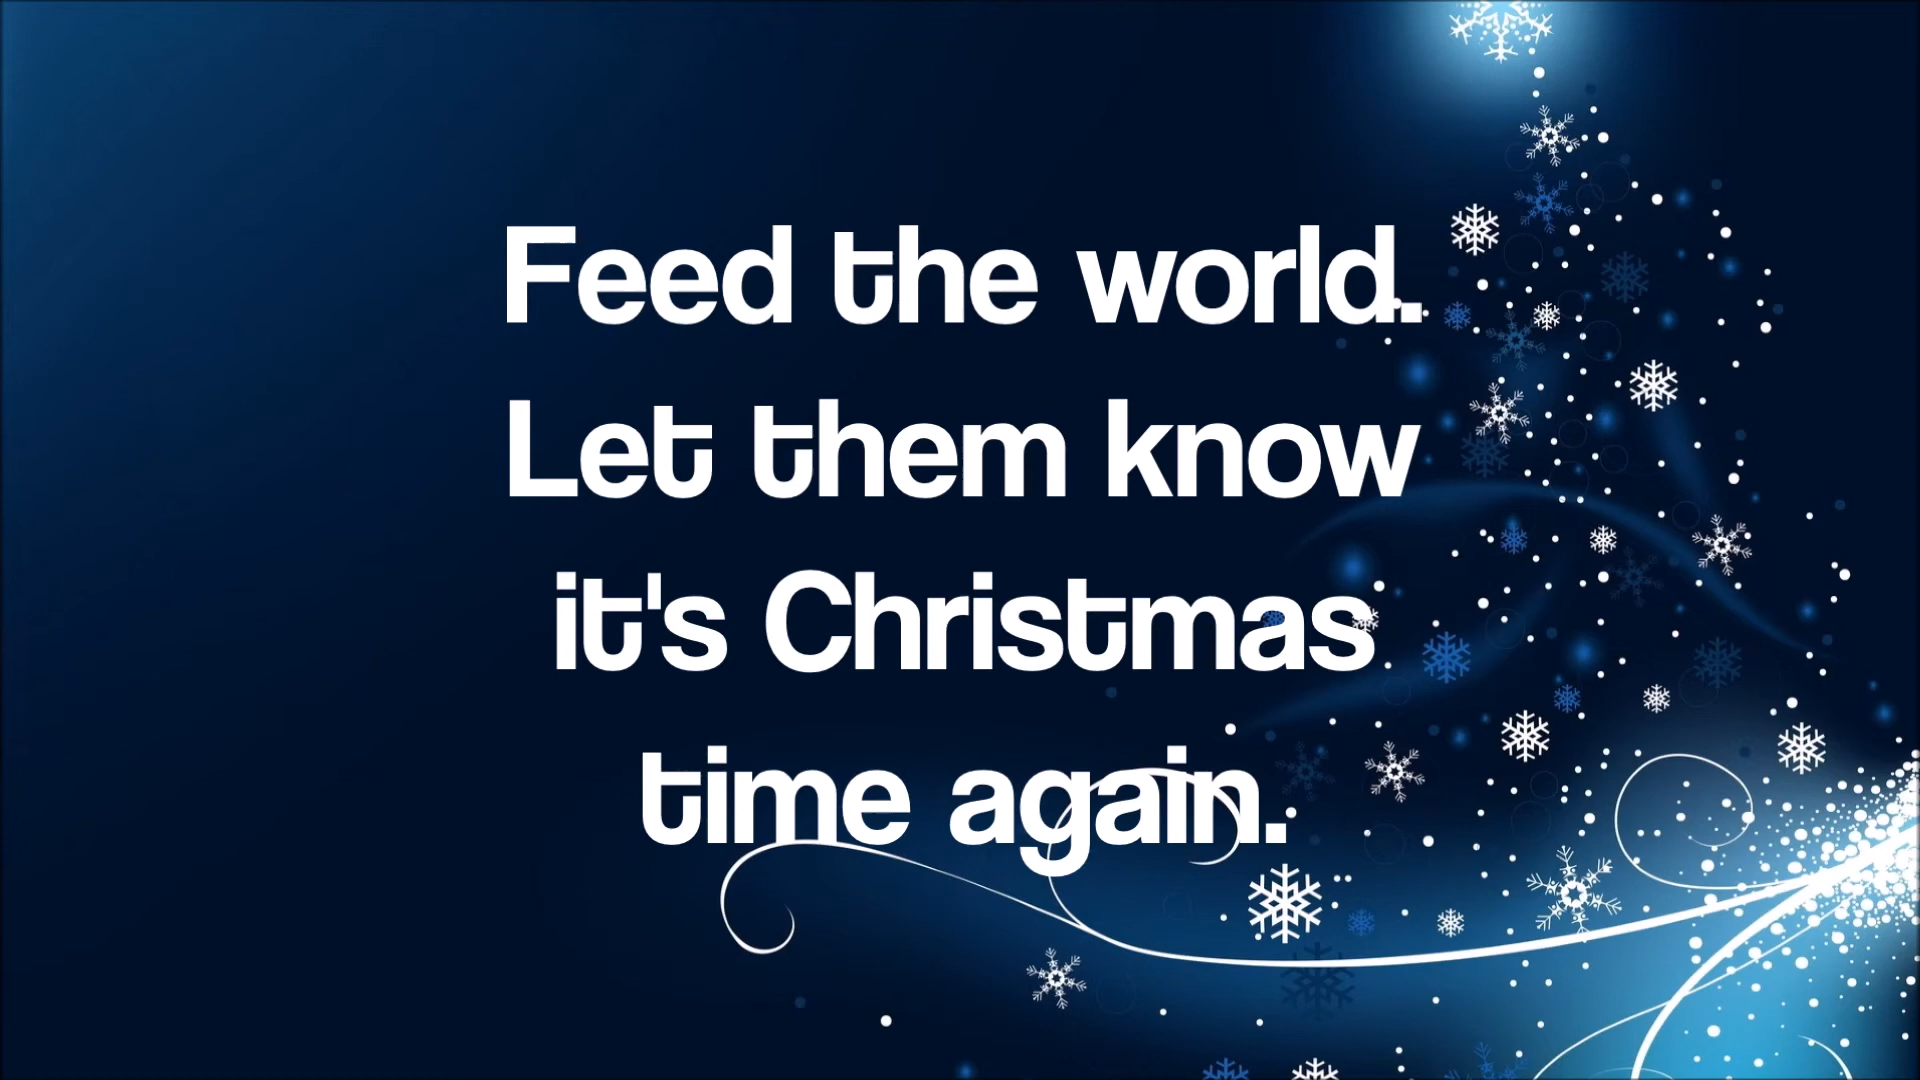 Feed the world.
Let them know
it's Christmas
time again.